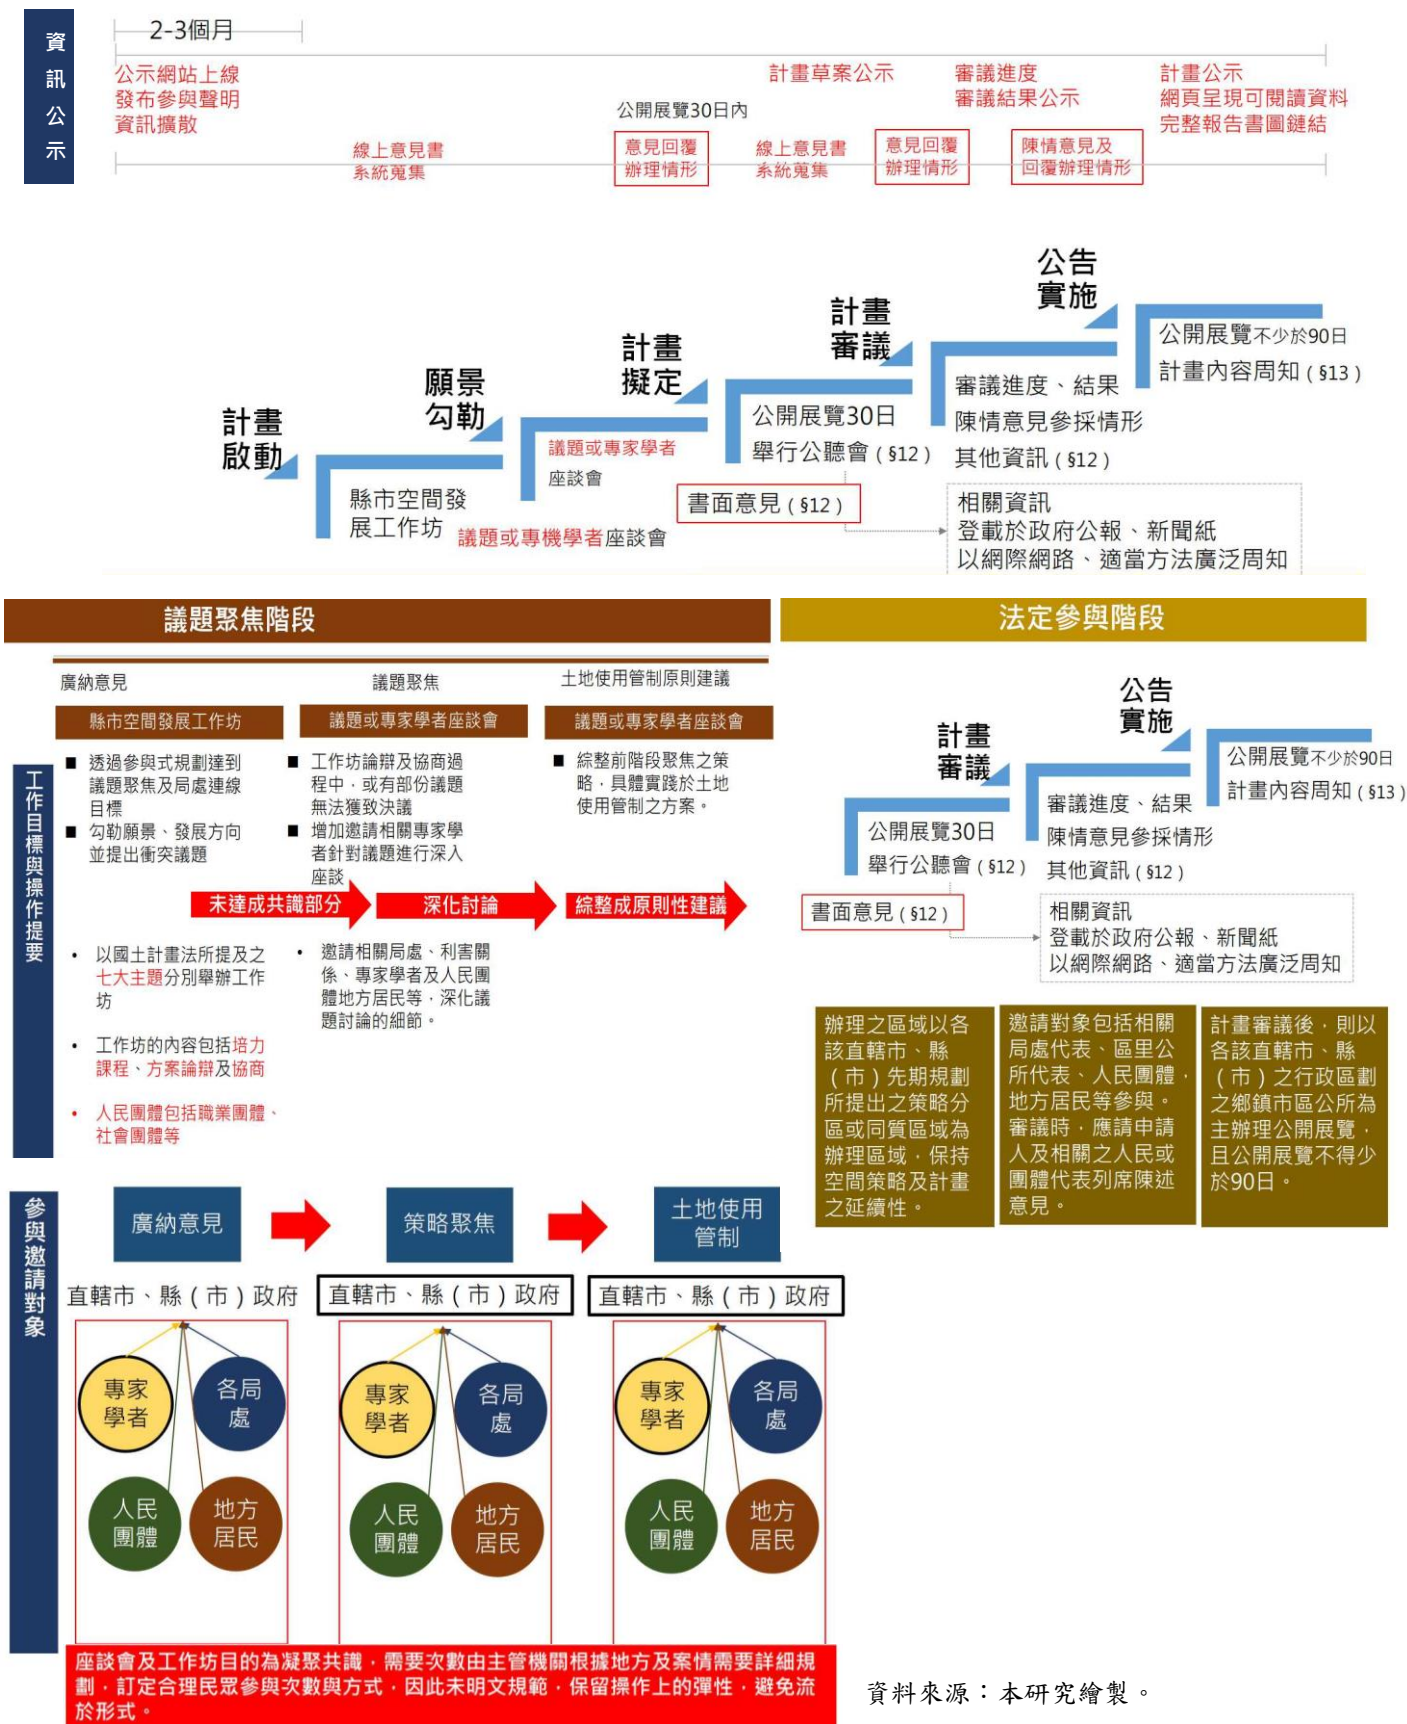 資訊公示
2-3個月
公示網站上線
發布參與聲明
資訊擴散
計畫草案公示
審議進度
審議結果公示
計畫公示
網頁呈現可閱讀資料
完整報告書圖鏈結
公開展覽30日內
線上意見書
系統蒐集
意見回覆
辦理情形
線上意見書
系統蒐集
意見回覆
辦理情形
陳情意見及
回覆辦理情形
計畫
啟動
縣市空間發
展工作坊
願景
勾勒
議題或專家學者
座談會
議題或專機學者座談會
計畫
擬定
公開展覽30日
舉行公聽會(§12)
書面意見(§12)
計畫
審議
審議進度、結果
陳情意見參採情形
其他資訊(§12)
公告
實施
公開展覽不少於90日
計畫內容周知(§13)
相關資訊
登載於政府公報、新聞紙
以網際網路、適當方法廣泛周知
議題聚焦階段
法定參與階段
廣納意見
議題聚焦
土地使用管制原則建議
縣市空間發展工作坊
議題或專家學者座談會
議題或專家學者座談會
工作目標與操作提要
■ 透過參與式規劃達到
議題聚焦及局處連線
目標
■ 勾勒願景、發展方向
並提出衝突議題
■ 工作坊論辯及協商過
程中，或有部份議題
無法獲致決議
■ 增加邀請相關專家學
者針對議題進行深入
座談
■ 綜整前階段聚焦之策
略，具體實踐於土地
使用管制之方案。
未達成共識部分
深化討論
綜整成原則性建議
• 以國土計畫法所提及之
七大主題分別舉辦工作
坊
• 工作坊的內容包括培力
課程、方案論辯及協商
• 人民團體包括職業團體、
社會團體等
• 邀請相關局處、利害關
係、專家學者及人民團
體地方居民等，深化議
題討論的細節。
計畫
審議
公開展覽30日
舉行公聽會(§12)
書面意見(§12)
公告
實施
審議進度、結果
陳情意見參採情形
其他資訊(§12)
公開展覽不少於90日
計畫內容周知(§13)
相關資訊
登載於政府公報、新聞紙
以網際網路、適當方法廣泛周知
辦理之區域以各
該直轄市、縣
(市)先期規劃
所提出之策略分
區或同質區域為
辦理區域，保持
空間策略及計畫
之延續性。
邀請對象包括相關
局處代表、區里公
所代表、人民團體，
地方居民等參與。
審議時，應請申請
人及相關之人民或
團體代表列席陳述
意見。
計畫審議後，則以
各該直轄市、縣
(市)之行政區劃
之鄉鎮市區公所為
主辦理公開展覽，
且公開展覽不得少
於90日。
參與邀請對象
廣納意見
策略聚焦
土地使用
管制
直轄市、縣(市)政府
直轄市、縣(市)政府
直轄市、縣(市)政府
專家
學者
各局
處
人民
團體
地方
居民
專家
學者
各局
處
人民
團體
地方
居民
專家
學者
各局
處
人民
團體
地方
居民
座談會及工作坊目的為凝聚共識，需要次數由主管機關根據地方及案情需要詳細規
劃，訂定合理民眾參與次數與方式，因此未明文規範，保留操作上的彈性，避免流
於形式。
資料來源：本研究繪製。